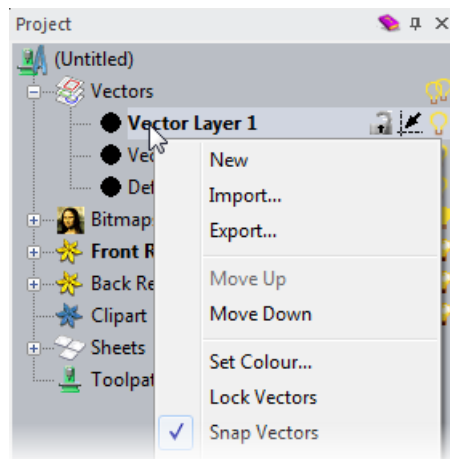 Project
(Untitled)
Vectors
Vector Layer 1
Vec
New
Def
Import...
Bitmap
Export...
Front R
Back Re
Move Up
Clipart
Move Down
Sheets
Set Colour...
Toolpat
Lock Vectors
Snap Vectors